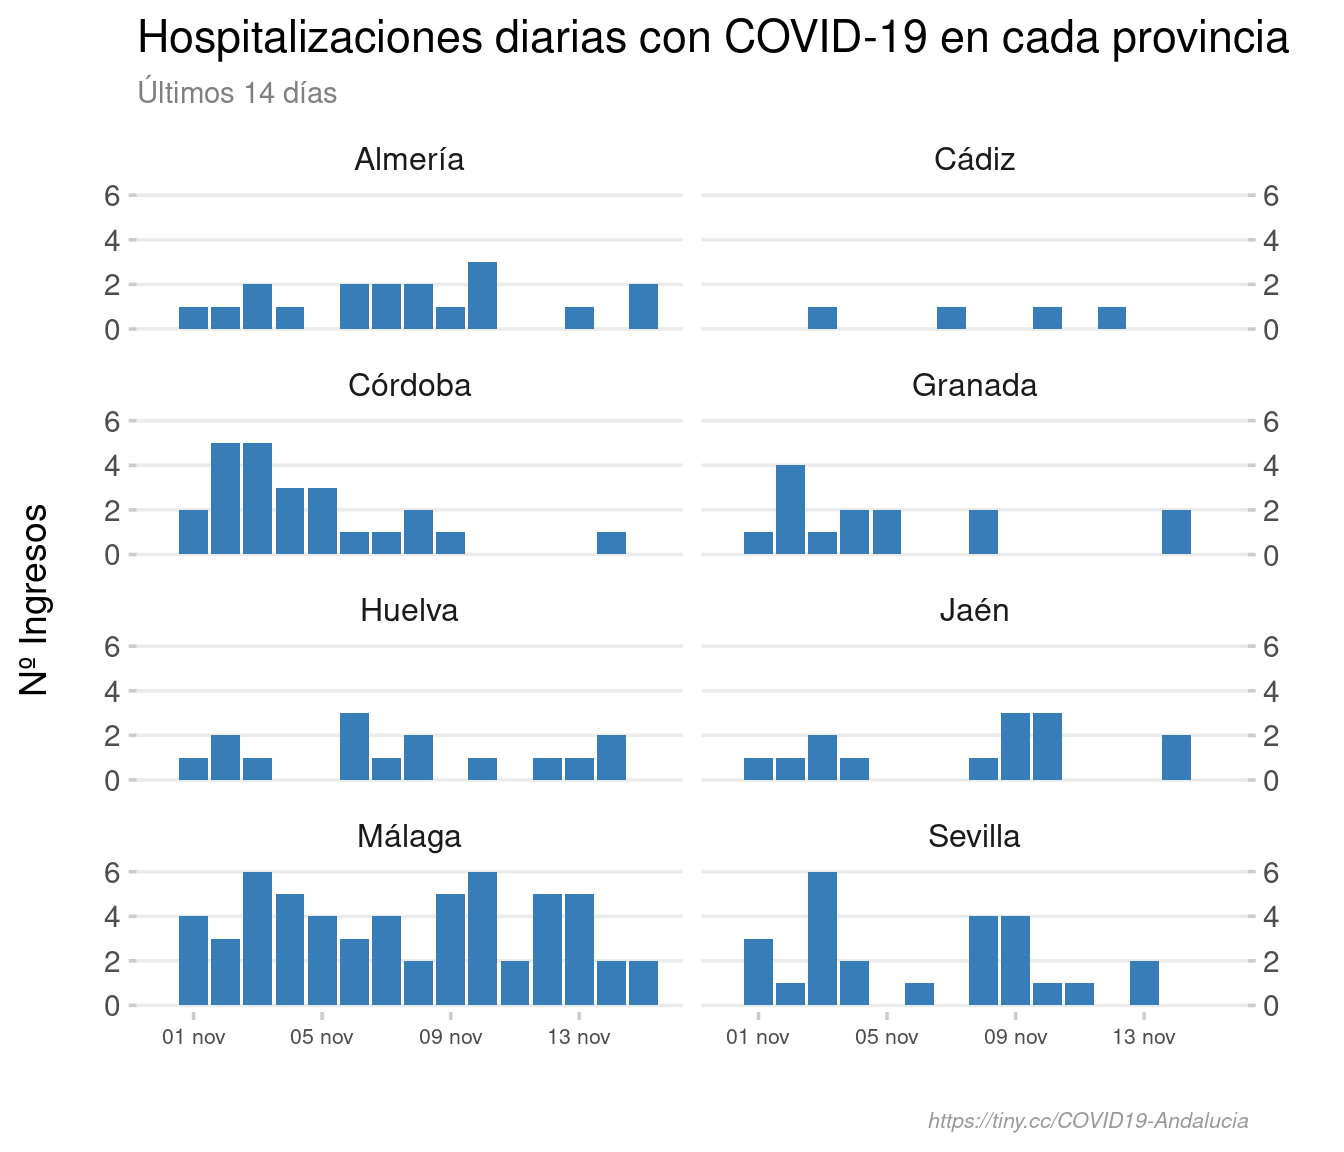 Hospitalizaciones diarias con COVID-19 en cada provincia
Últimos 14 días
Almería
Cádiz
6
4
2
0
6
4
2
0
Córdoba
Granada
6
4
2
0
6
4
2
0
Nº Ingresos
Huelva
Jaén
6
4
2
0
6
4
2
0
Málaga
Sevilla
6
4
2
0
6
4
2
0
01 nov 05 nov 09 nov 13 nov
01 nov 05 nov 09 nov 13 nov
https://tiny.cc/COVID19-Andalucia